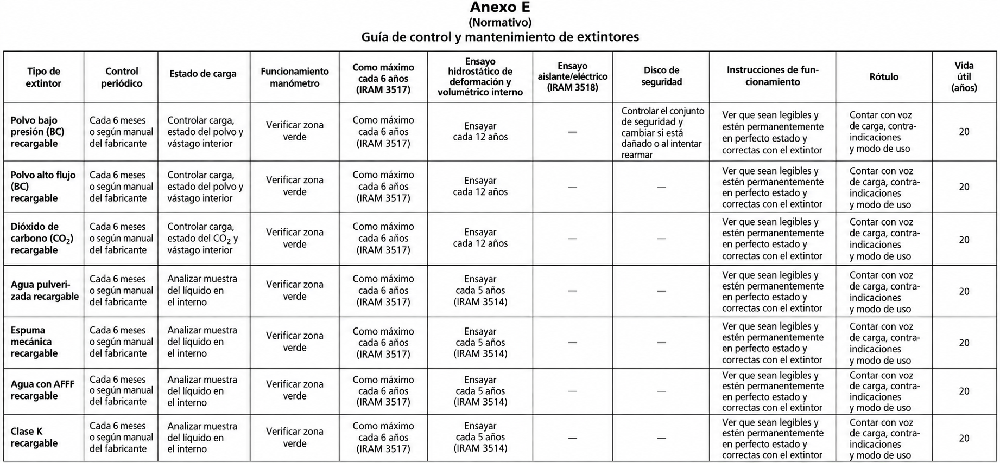 Anexo E
(Normativo)
Guía de control y mantenimiento de extintores
Tipo de
extintor
Control
periódico
Estado de carga
Funcionamiento
manómetro
Como máximo
cada 6 años
(IRAM 3517)
Ensayo
hidrostático de
deformación y
volumétrico interno
Ensayo
aislante/eléctrico
(IRAM 3518)
Disco de
seguridad
Instrucciones de fun-
cionamiento
Rótulo
Vida
útil
(años)
Polvo bajo
presión (BC)
recargable
Cada 6 meses
o según manual
del fabricante
Controlar carga,
estado del polvo y
vástago interior
Verificar zona
verde
Como máximo
cada 6 años
(IRAM 3517)
Ensayar
cada 12 años
—
Controlar el conjunto
de seguridad y
cambiar si está
dañado o al intentar
rearmar
Ver que sean legibles y
estén permanentemente
en perfecto estado y
correctas con el extintor
Contar con voz
de carga, contra-
indicaciones
y modo de uso
20
Polvo alto flujo
(BC)
recargable
Cada 6 meses
o según manual
del fabricante
Controlar carga,
estado del polvo y
vástago interior
Verificar zona
verde
Como máximo
cada 6 años
(IRAM 3517)
Ensayar
cada 12 años
—
—
Ver que sean legibles y
estén permanentemente
en perfecto estado y
correctas con el extintor
Contar con voz
de carga, contra-
indicaciones
y modo de uso
20
Dióxido de
carbono (CO₂)
recargable
Cada 6 meses
o según manual
del fabricante
Controlar carga,
estado del CO₂ y
vástago interior
Verificar zona
verde
Como máximo
cada 6 años
(IRAM 3517)
Ensayar
cada 12 años
—
—
Ver que sean legibles y
estén permanentemente
en perfecto estado y
correctas con el extintor
Contar con voz
de carga, contra-
indicaciones
y modo de uso
20
Agua pulveri-
zada recargable
Cada 6 meses
o según manual
del fabricante
Analizar muestra
del líquido en
el interno
Verificar zona
verde
Como máximo
cada 6 años
(IRAM 3517)
Ensayar
cada 5 años
(IRAM 3514)
—
—
Ver que sean legibles y
estén permanentemente
en perfecto estado y
correctas con el extintor
Contar con voz
de carga, contra-
indicaciones
y modo de uso
20
Espuma
mecánica
recargable
Cada 6 meses
o según manual
del fabricante
Analizar muestra
del líquido en
el interno
Verificar zona
verde
Como máximo
cada 6 años
(IRAM 3517)
Ensayar
cada 5 años
(IRAM 3514)
—
—
Ver que sean legibles y
estén permanentemente
en perfecto estado y
correctas con el extintor
Contar con voz
de carga, contra-
indicaciones
y modo de uso
20
Agua con AFFF
recargable
Cada 6 meses
o según manual
del fabricante
Analizar muestra
del líquido en
el interno
Verificar zona
verde
Como máximo
cada 6 años
(IRAM 3517)
Ensayar
cada 5 años
(IRAM 3514)
—
—
Ver que sean legibles y
estén permanentemente
en perfecto estado y
correctas con el extintor
Contar con voz
de carga, contra-
indicaciones
y modo de uso
20
Clase K
recargable
Cada 6 meses
o según manual
del fabricante
Analizar muestra
del líquido en
el interno
Verificar zona
verde
Como máximo
cada 6 años
(IRAM 3517)
Ensayar
cada 5 años
(IRAM 3514)
—
—
Ver que sean legibles y
estén permanentemente
en perfecto estado y
correctas con el extintor
Contar con voz
de carga, contra-
indicaciones
y modo de uso
20